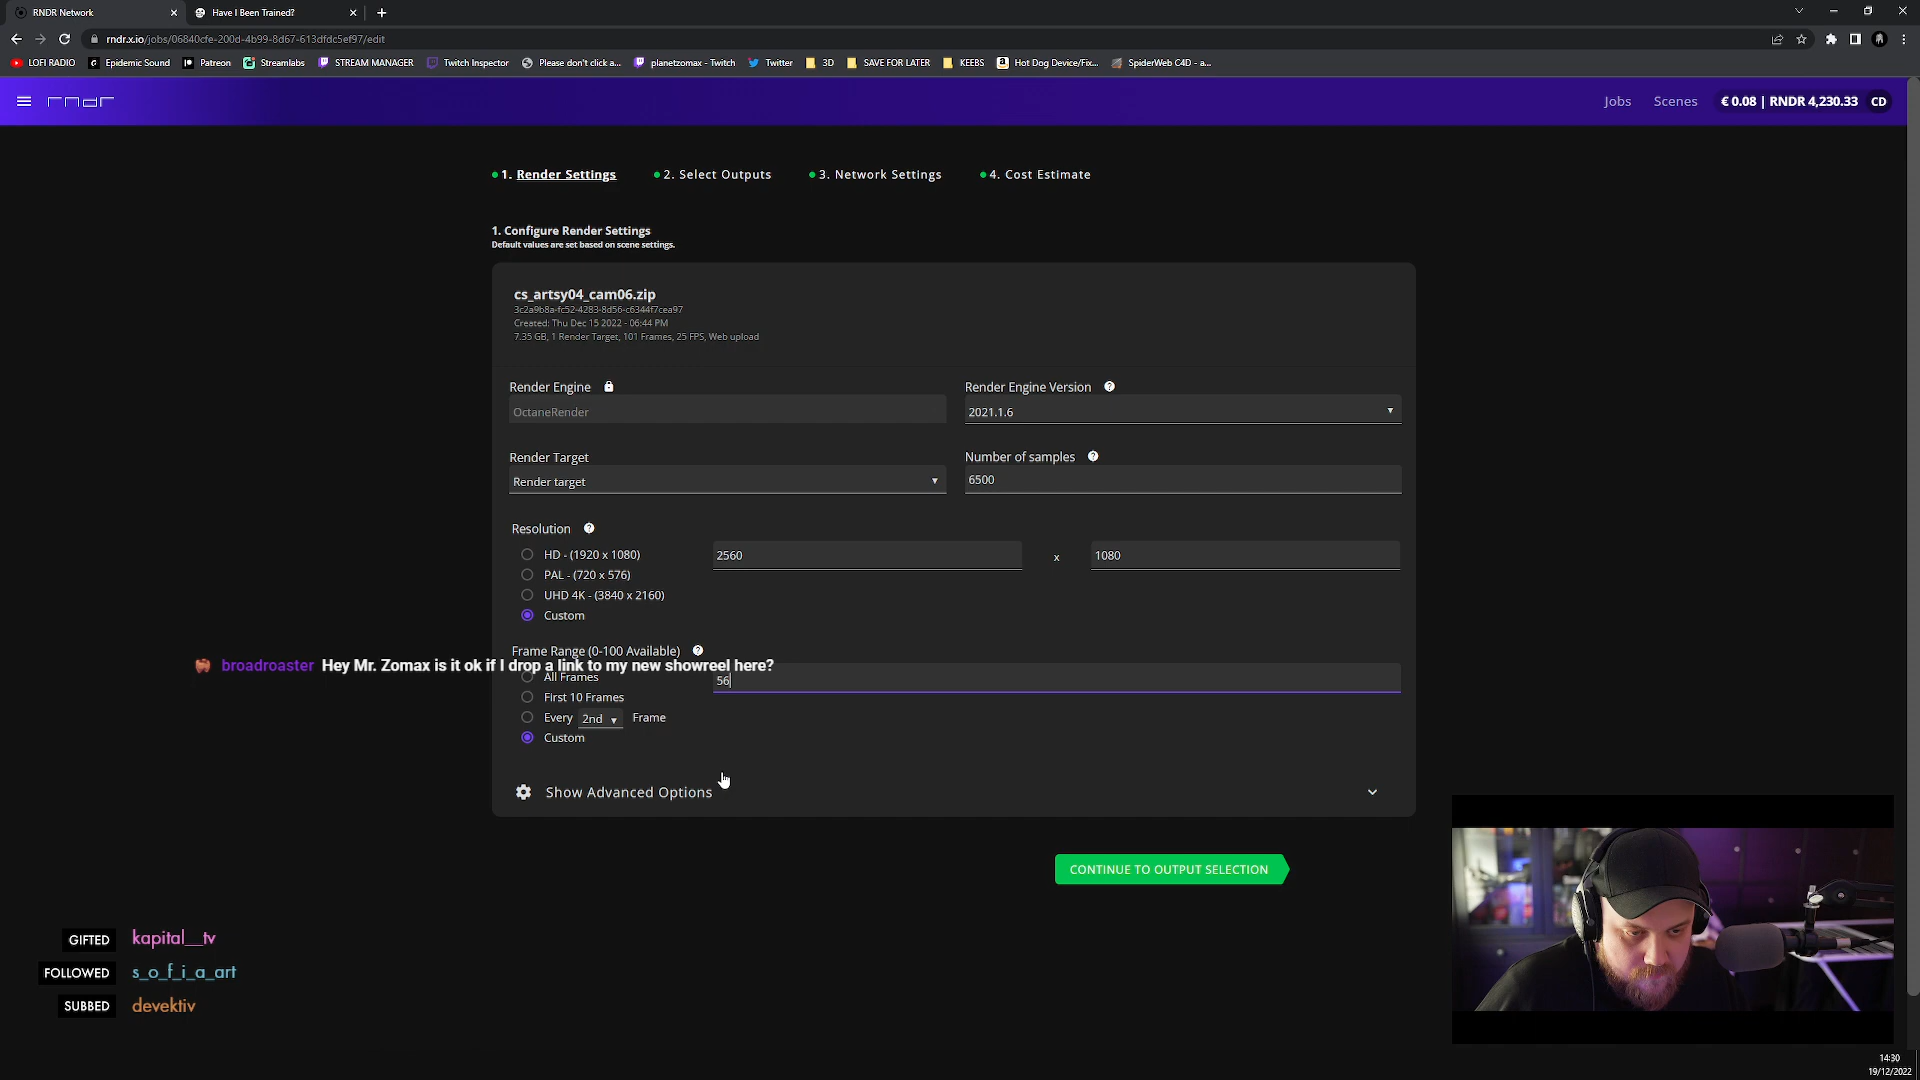 RNDR Network
Have I Been Trained?
rndr.x.io/jobs/06840cfe-200d-4b99-8d67-613dfdc5ef97/edit
LOFI RADIO
Epidemic Sound
Patreon
Streamlabs
STREAM MANAGER
Twitch Inspector
Please don't click a...
planetzomax - Twitch
Twitter
3D
SAVE FOR LATER
KEEBS
Hot Dog Device/Fix...
SpiderWeb C4D - a...
rndr
Jobs
Scenes
€ 0.08 | RNDR 4,230.33
CD
1. Render Settings
2. Select Outputs
3. Network Settings
4. Cost Estimate
1. Configure Render Settings
Default values are set based on scene settings.
cs_artsy04_cam06.zip
3c2a9b8a-fc52-4283-8d56-c6344f7cea97
Created: Thu Dec 15 2022 - 06:44 PM
7.35 GB, 1 Render Target, 101 Frames, 25 FPS, Web upload
Render Engine
Render Engine Version
OctaneRender
2021.1.6
Render Target
Number of samples
Render target
6500
Resolution
HD - (1920 x 1080)
2560
x
1080
PAL - (720 x 576)
UHD 4K - (3840 x 2160)
Custom
Frame Range (0-100 Available)
broadroaster Hey Mr. Zomax is it ok if I drop a link to my new showreel here?
All Frames
56
First 10 Frames
Every 2nd Frame
Custom
Show Advanced Options
CONTINUE TO OUTPUT SELECTION
GIFTED kapital__tv
FOLLOWED s_o_f_i_a_art
SUBBED devektiv
14:30
19/12/2022